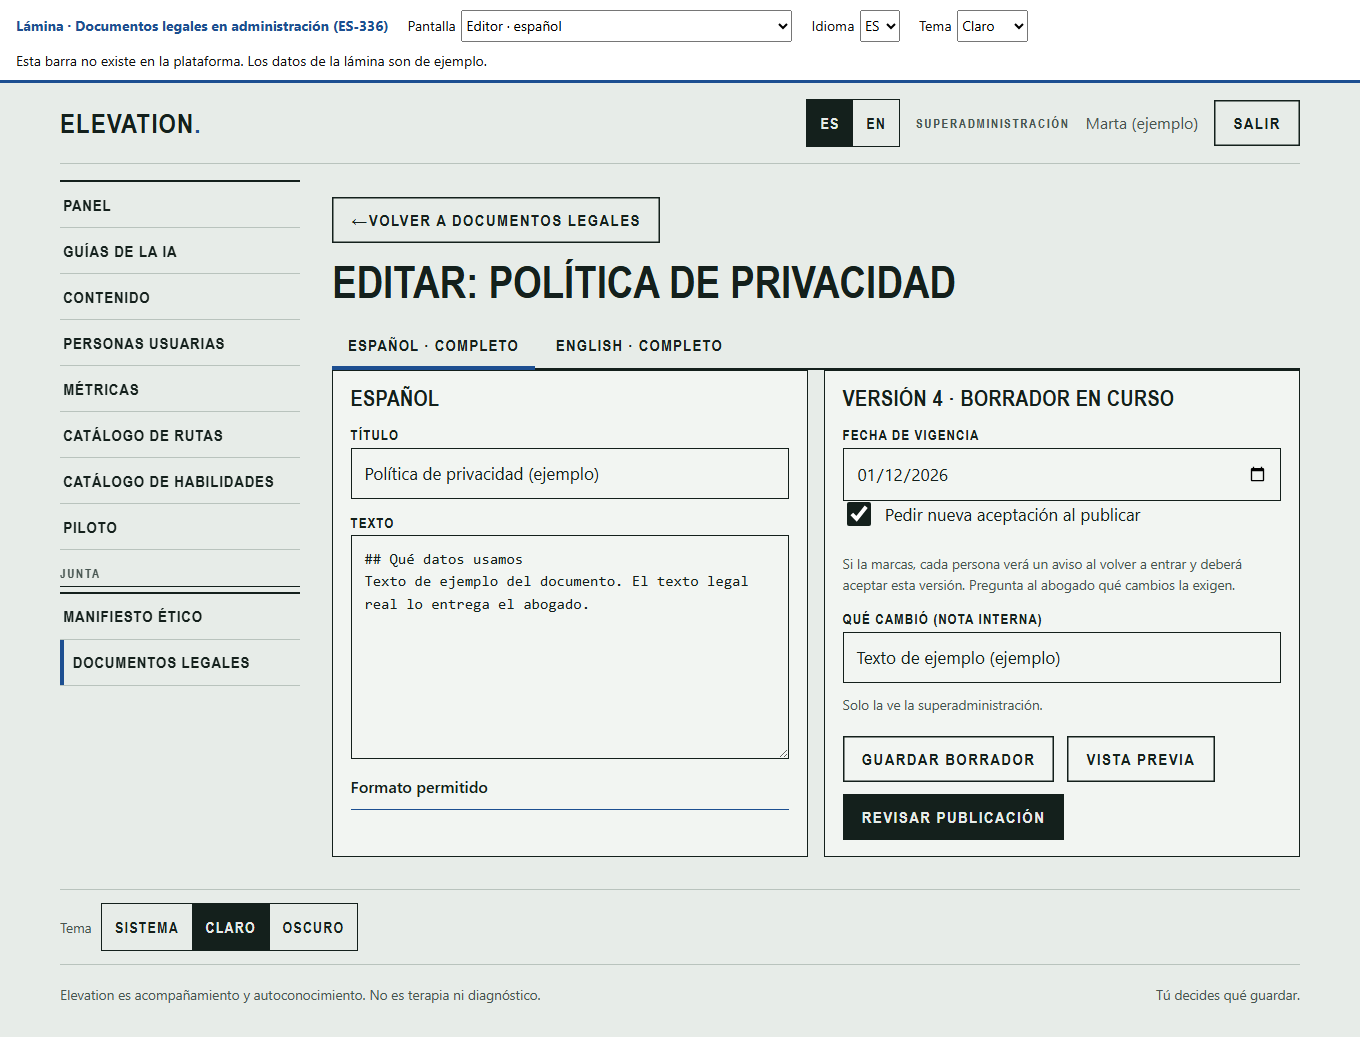 Lámina · Documentos legales en administración (ES-336)
Pantalla
Editor · español
Idioma
ES
Tema
Claro
Esta barra no existe en la plataforma. Los datos de la lámina son de ejemplo.
ELEVATION.
ES
EN
SUPERADMINISTRACIÓN
Marta (ejemplo)
SALIR
PANEL
GUÍAS DE LA IA
CONTENIDO
PERSONAS USUARIAS
MÉTRICAS
CATÁLOGO DE RUTAS
CATÁLOGO DE HABILIDADES
PILOTO
JUNTA
MANIFIESTO ÉTICO
DOCUMENTOS LEGALES
←VOLVER A DOCUMENTOS LEGALES
EDITAR: POLÍTICA DE PRIVACIDAD
ESPAÑOL · COMPLETO
ENGLISH · COMPLETO
ESPAÑOL
TÍTULO
Política de privacidad (ejemplo)
TEXTO
## Qué datos usamos
Texto de ejemplo del documento. El texto legal
real lo entrega el abogado.
Formato permitido
VERSIÓN 4 · BORRADOR EN CURSO
FECHA DE VIGENCIA
01/12/2026
Pedir nueva aceptación al publicar
Si la marcas, cada persona verá un aviso al volver a entrar y deberá
aceptar esta versión. Pregunta al abogado qué cambios la exigen.
QUÉ CAMBIÓ (NOTA INTERNA)
Texto de ejemplo (ejemplo)
Solo la ve la superadministración.
GUARDAR BORRADOR
VISTA PREVIA
REVISAR PUBLICACIÓN
Tema
SISTEMA
CLARO
OSCURO
Elevation es acompañamiento y autoconocimiento. No es terapia ni diagnóstico.
Tú decides qué guardar.